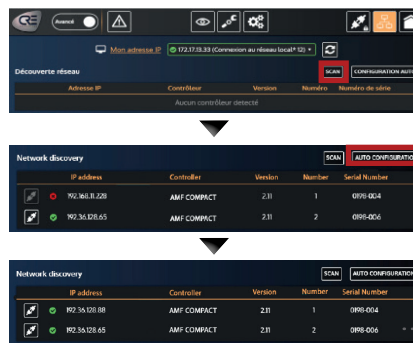 CRE
Avancé
Mon adresse IP 172.17.19.33 (Connexion au réseau local* 12)
Découverte réseau SCAN CONFIGURATION AUTO
Adresse IP Contrôleur Version Numéro Numéro de série
Aucun contrôleur detecté
Network discovery SCAN AUTO CONFIGURATION
IP address Controller Version Number Serial Number
192.168.11.228 AMF COMPACT 2.11 1 0198-004
192.36.128.65 AMF COMPACT 2.11 2 0198-006
Network discovery SCAN AUTO CONFIGURATION
IP address Controller Version Number Serial Number
192.36.128.88 AMF COMPACT 2.11 1 0198-004
192.36.128.65 AMF COMPACT 2.11 2 0198-006